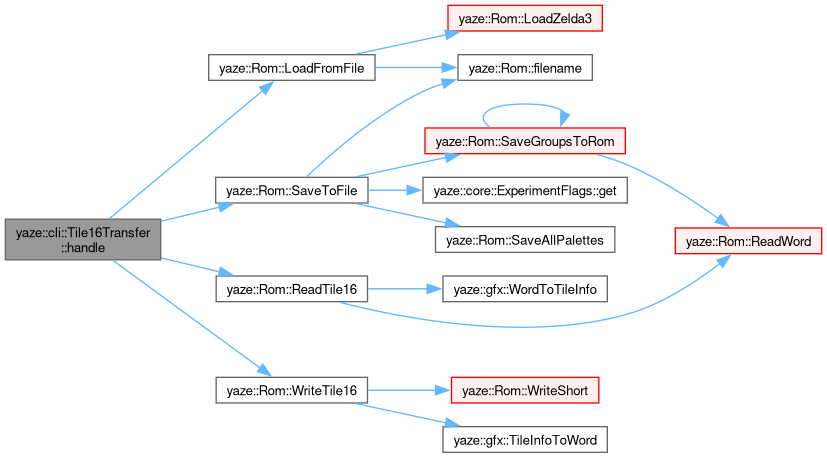 yaze::Rom::LoadZelda3
yaze::Rom::LoadFromFile
yaze::Rom::filename
yaze::Rom::SaveGroupsToRom
yaze::Rom::SaveToFile
yaze::core::ExperimentFlags::get
yaze::cli::Tile16Transfer
::handle
yaze::Rom::SaveAllPalettes
yaze::Rom::ReadWord
yaze::Rom::ReadTile16
yaze::gfx::WordToTileInfo
yaze::Rom::WriteTile16
yaze::Rom::WriteShort
yaze::gfx::TileInfoToWord